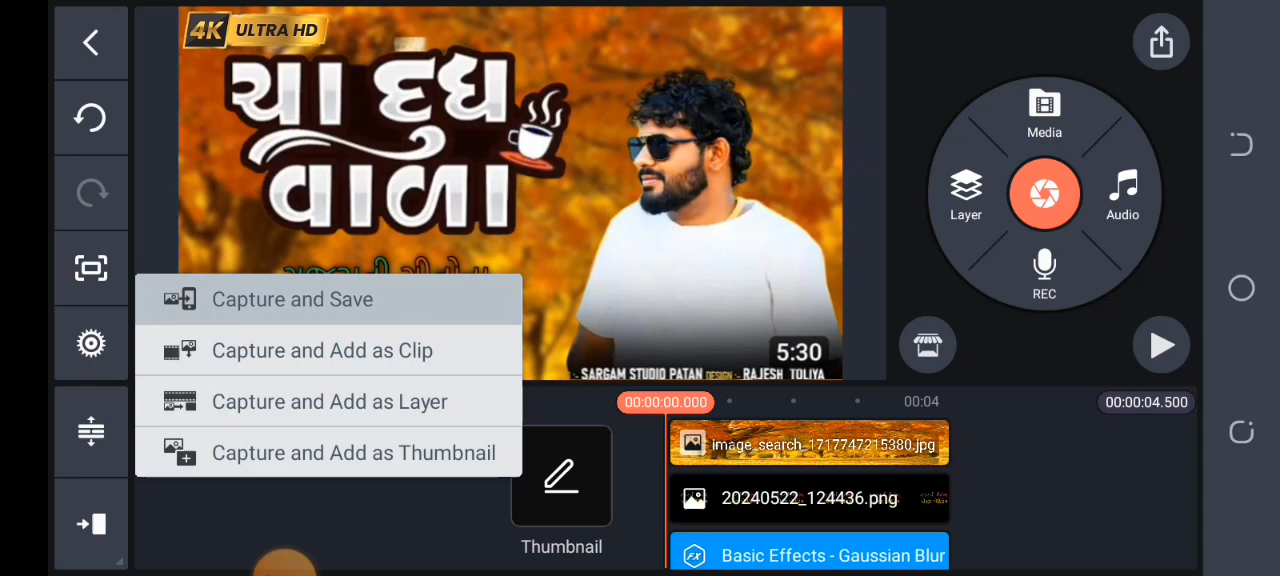 4K ULTRA HD
ચા દુધ
વાળા
5:30
:- SARGAM STUDIO PATAN DESIGN :- RAJESH TOLIYA
Media
Layer
Audio
REC
Capture and Save
Capture and Add as Clip
Capture and Add as Layer
Capture and Add as Thumbnail
00:00:00.000
00:04
00:00:04.500
image_search_1717747215380.jpg
20240522_124436.png
Basic Effects - Gaussian Blur
Thumbnail